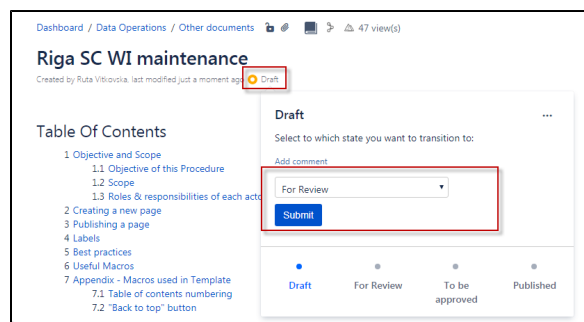 Dashboard / Data Operations / Other documents 47 view(s)
Riga SC WI maintenance
Created by Ruta Vitkovska. last modified just a moment ago Draft
Table Of Contents
1 Objective and Scope
1.1 Objective of this Procedure
1.2 Scope
1.3 Roles & responsibilities of each acto
2 Creating a new page
3 Publishing a page
4 Labels
5 Best practices
6 Useful Macros
7 Appendix - Macros used in Template
7.1 Table of contents numbering
7.2 "Back to top" button
Draft ...
Select to which state you want to transition to:
Add comment
For Review
Submit
Draft For Review To be Published
approved